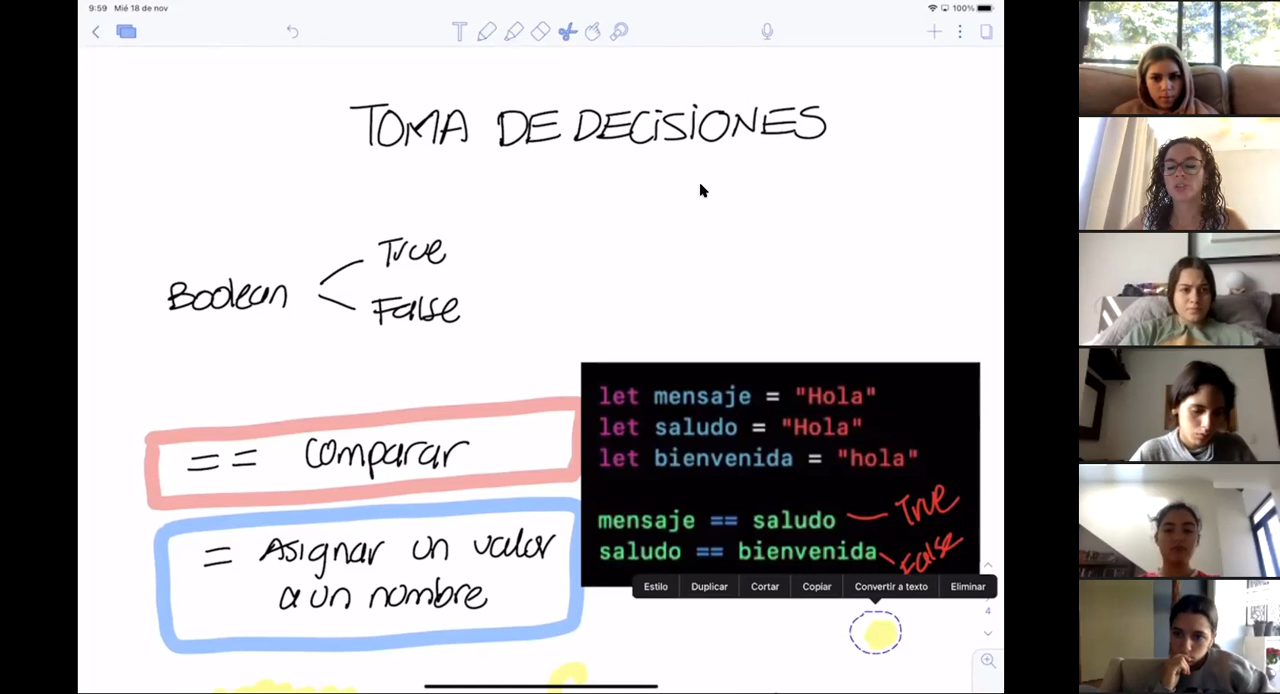 9:59 Mié 18 de nov
100%
TOMA DE DECISIONES
Boolean
True
False
== comparar
= Asignar un valor
a un nombre
let mensaje = "Hola"
let saludo = "Hola"
let bienvenida = "hola"
mensaje == saludo True
saludo == bienvenida False
Estilo Duplicar Cortar Copiar Convertir a texto Eliminar
4